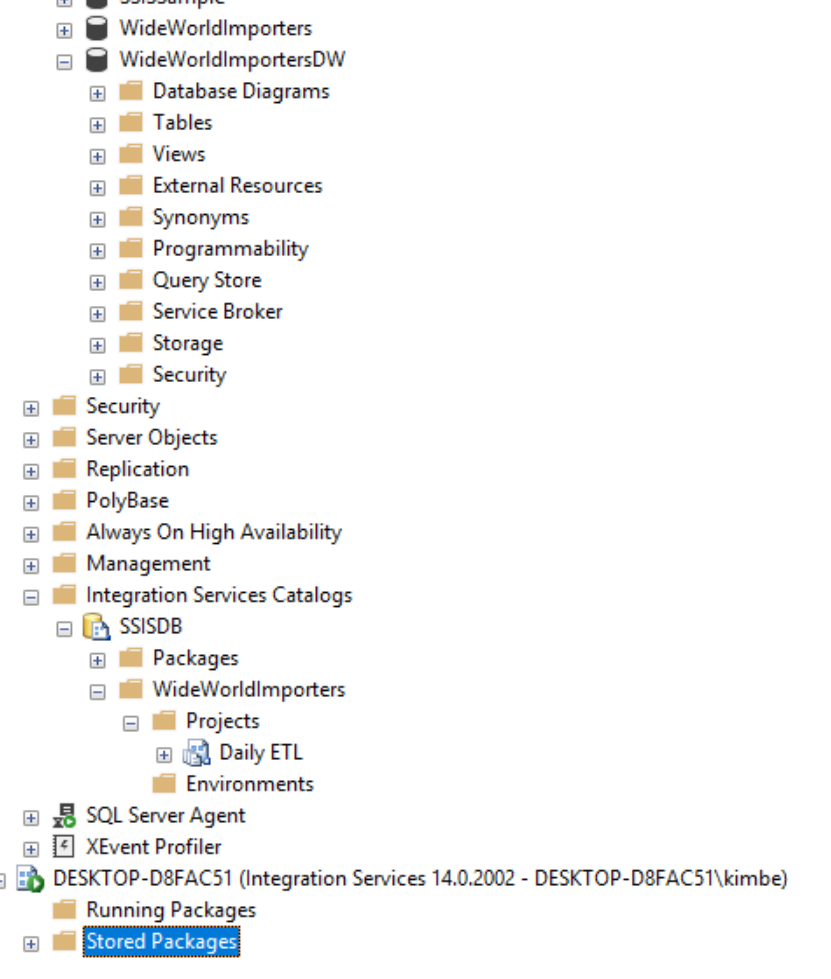 SSISSample
WideWorldImporters
WideWorldImportersDW
Database Diagrams
Tables
Views
External Resources
Synonyms
Programmability
Query Store
Service Broker
Storage
Security
Security
Server Objects
Replication
PolyBase
Always On High Availability
Management
Integration Services Catalogs
SSISDB
Packages
WideWorldImporters
Projects
Daily ETL
Environments
SQL Server Agent
XEvent Profiler
DESKTOP-D8FAC51 (Integration Services 14.0.2002 - DESKTOP-D8FAC51\kimbe)
Running Packages
Stored Packages